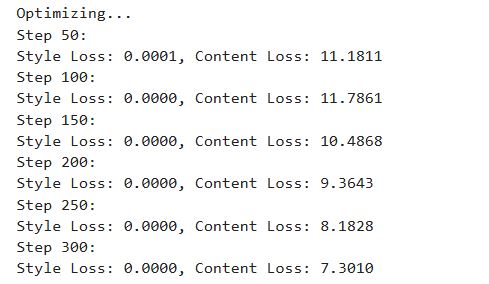 Optimizing...
Step 50:
Style Loss: 0.0001, Content Loss: 11.1811
Step 100:
Style Loss: 0.0000, Content Loss: 11.7861
Step 150:
Style Loss: 0.0000, Content Loss: 10.4868
Step 200:
Style Loss: 0.0000, Content Loss: 9.3643
Step 250:
Style Loss: 0.0000, Content Loss: 8.1828
Step 300:
Style Loss: 0.0000, Content Loss: 7.3010